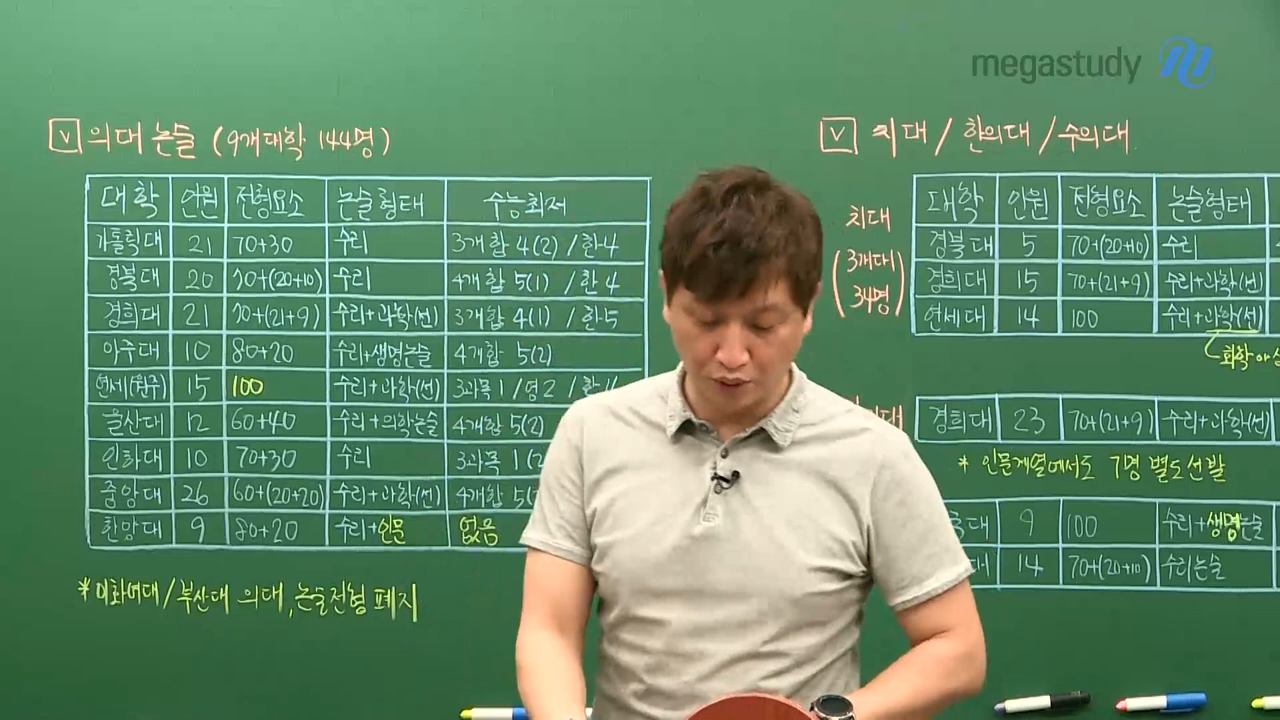 megastudy
v 의대 논술 (9개대학 144명)
대학 인원 전형요소 논술형태 수능최저
가톨릭대 21 70+30 수리 3개합 4(2) / 한4
경북대 20 70+(20+10) 수리 4개합 5(1) / 한4
경희대 21 70+(21+9) 수리+과학(선) 3개합 4(1) / 한5
아주대 10 80+20 수리+생명논술 4개합 5(2)
연세(원주) 15 100 수리+과학(선) 3과목 1 / 영2 / 한4
울산대 12 60+40 수리+의학논술 4개합 5(2)
인하대 10 70+30 수리 3과목 1 (2
중앙대 26 60+(20+20) 수리+과학(선) 4개합 5(
한양대 9 80+20 수리+인문 없음
* 이화여대/부산대 의대, 논술전형 폐지
v 치대 / 한의대 / 수의대
치대
(3개대
34명)
대학 인원 전형요소 논술형태
경북대 5 70+(20+10) 수리
경희대 15 70+(21+9) 수리+과학(선)
연세대 14 100 수리+과학(선)
화학 or
경희대 23 70+(21+9) 수리+과학(선)
* 인문계열에서도 7명 별도선발
대 9 100 수리+생명논술
대 14 70+(20+10) 수리논술